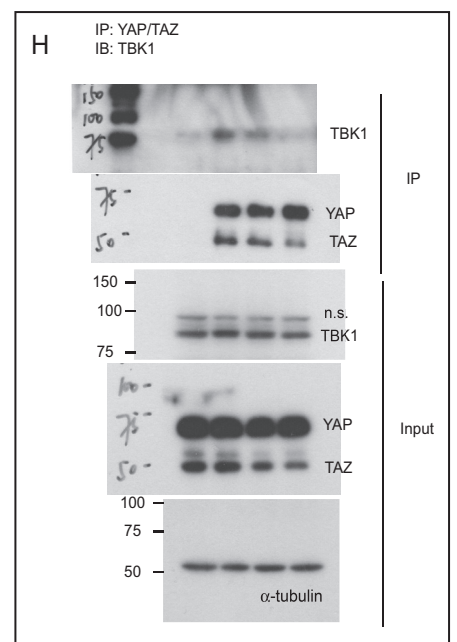 H
IP: YAP/TAZ
IB: TBK1
150
100
75
TBK1
IP
75-
YAP
50-
TAZ
150
100
n.s.
TBK1
75
Input
100-
75-
YAP
50-
TAZ
100
75
50
α-tubulin